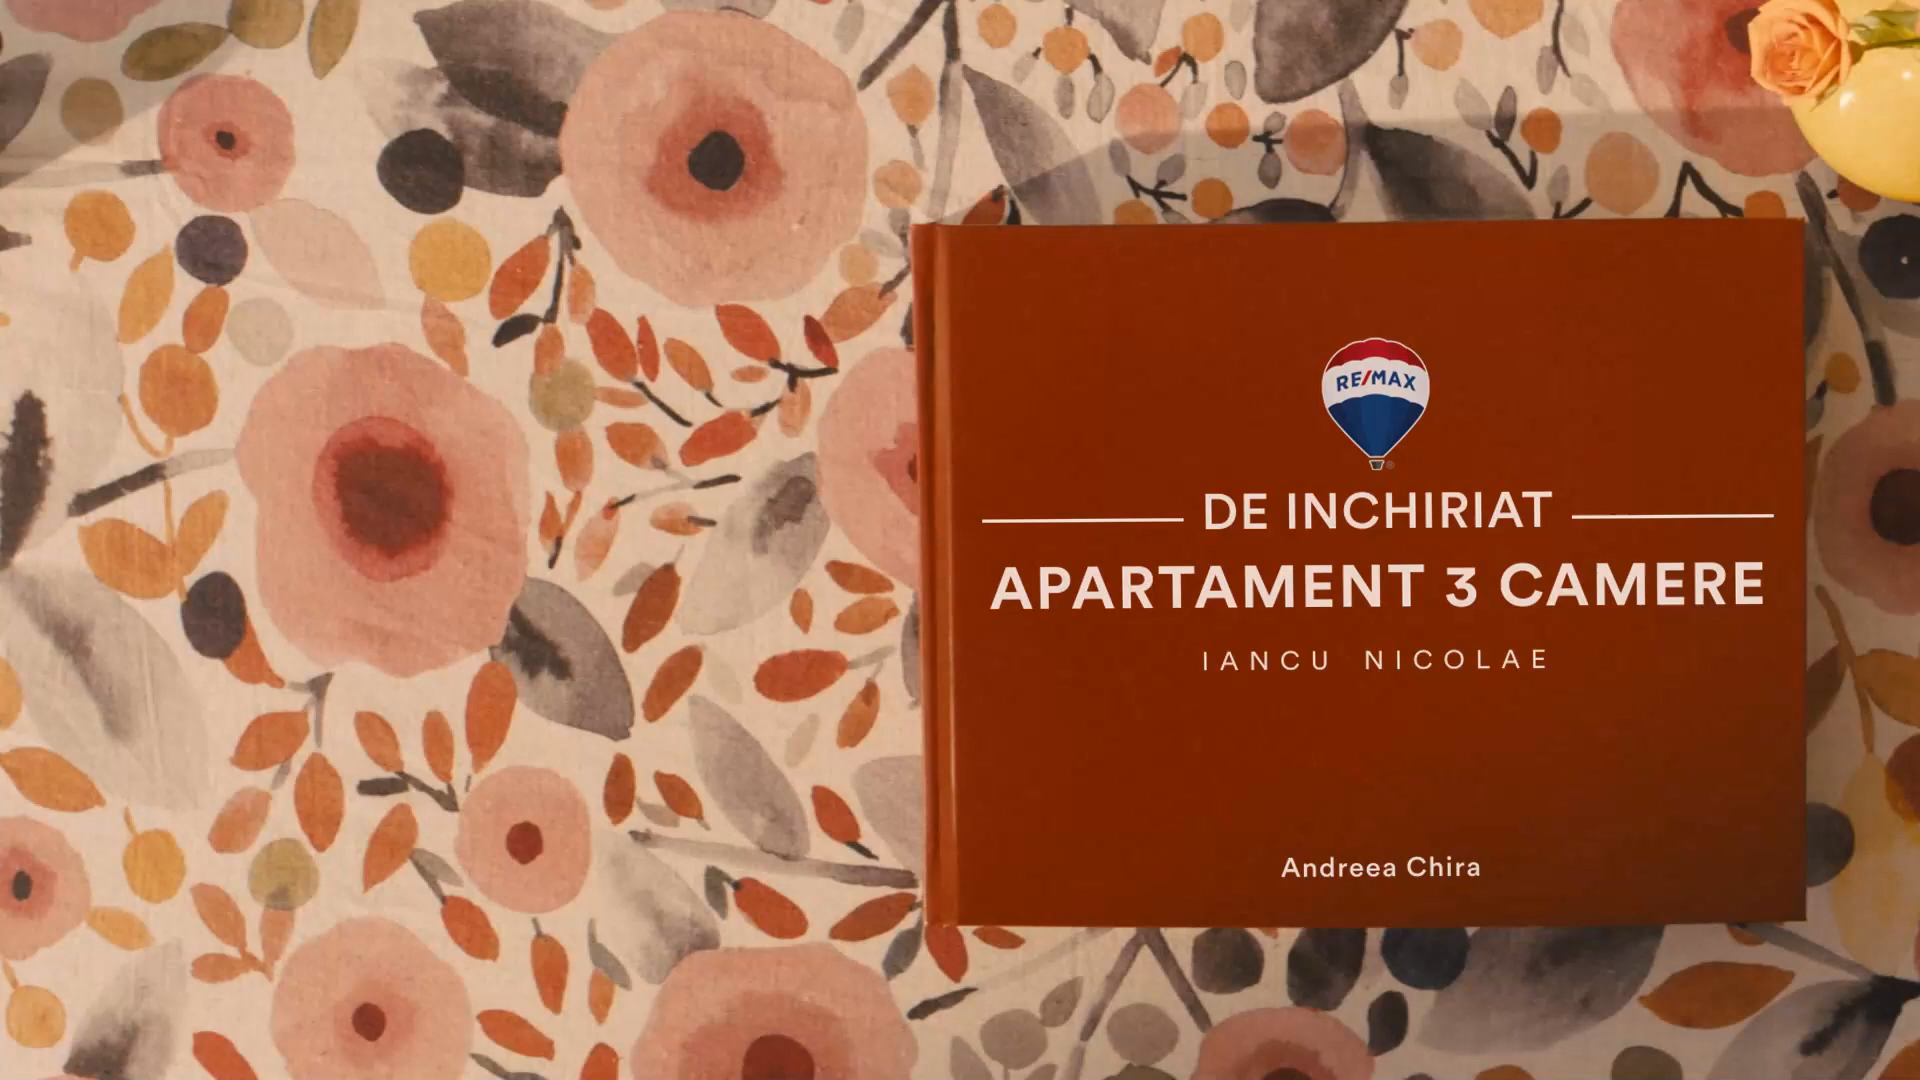 RE/MAX
DE INCHIRIAT
APARTAMENT 3 CAMERE
IANCU NICOLAE
Andreea Chira